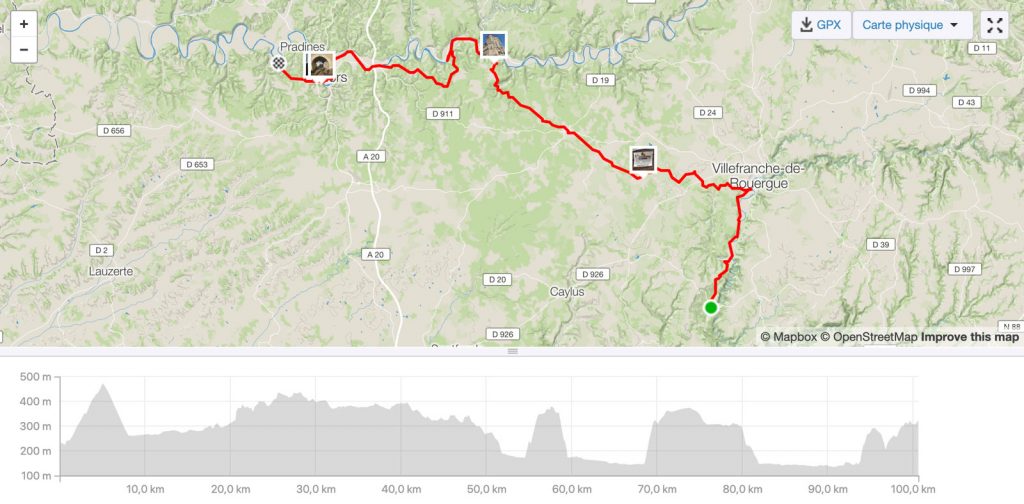 +
−
GPX
Carte physique
Pradines
ors
D 11
D 19
D 994
D 43
D 911
D 24
D 656
A 20
D 653
Villefranche-de-
Rouergue
D 39
D 2
A 20
D 997
Lauzerte
D 20
D 926
Caylus
D 926
N 88
© Mapbox © OpenStreetMap Improve this map
500 m
400 m
300 m
200 m
100 m
10,0 km
20,0 km
30,0 km
40,0 km
50,0 km
60,0 km
70,0 km
80,0 km
90,0 km
100,0 km